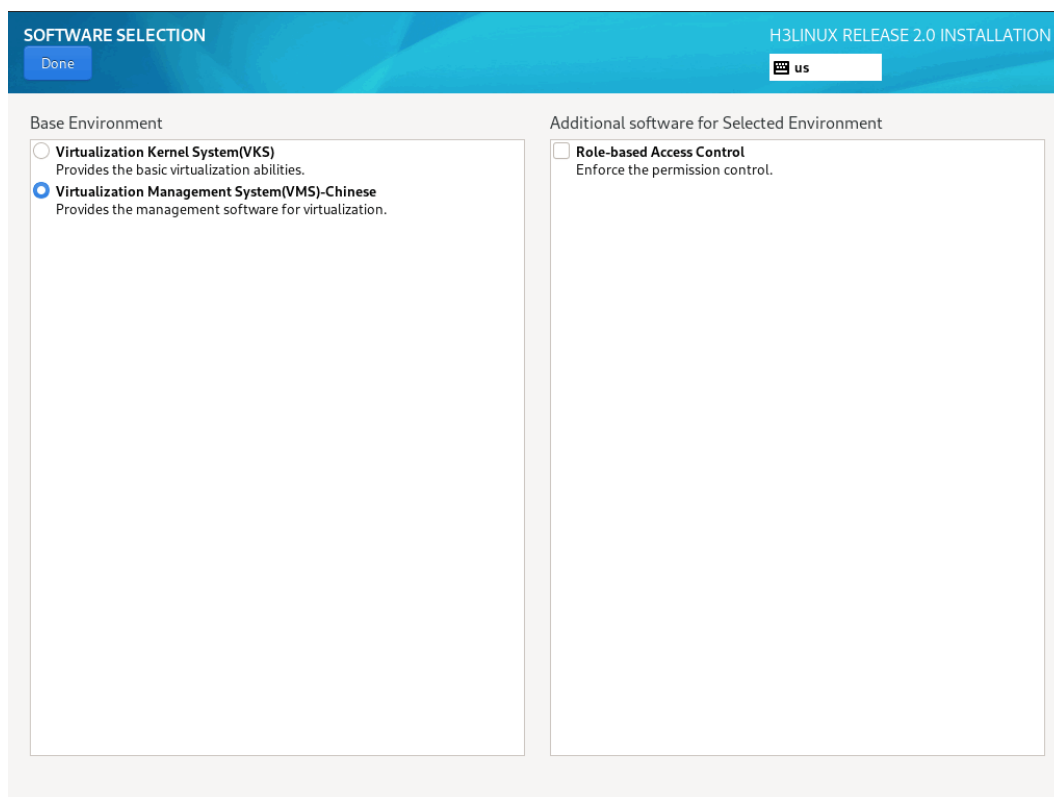 SOFTWARE SELECTION
H3LINUX RELEASE 2.0 INSTALLATION
Done
us
Base Environment
Virtualization Kernel System(VKS)
Provides the basic virtualization abilities.
Virtualization Management System(VMS)-Chinese
Provides the management software for virtualization.
Additional software for Selected Environment
Role-based Access Control
Enforce the permission control.